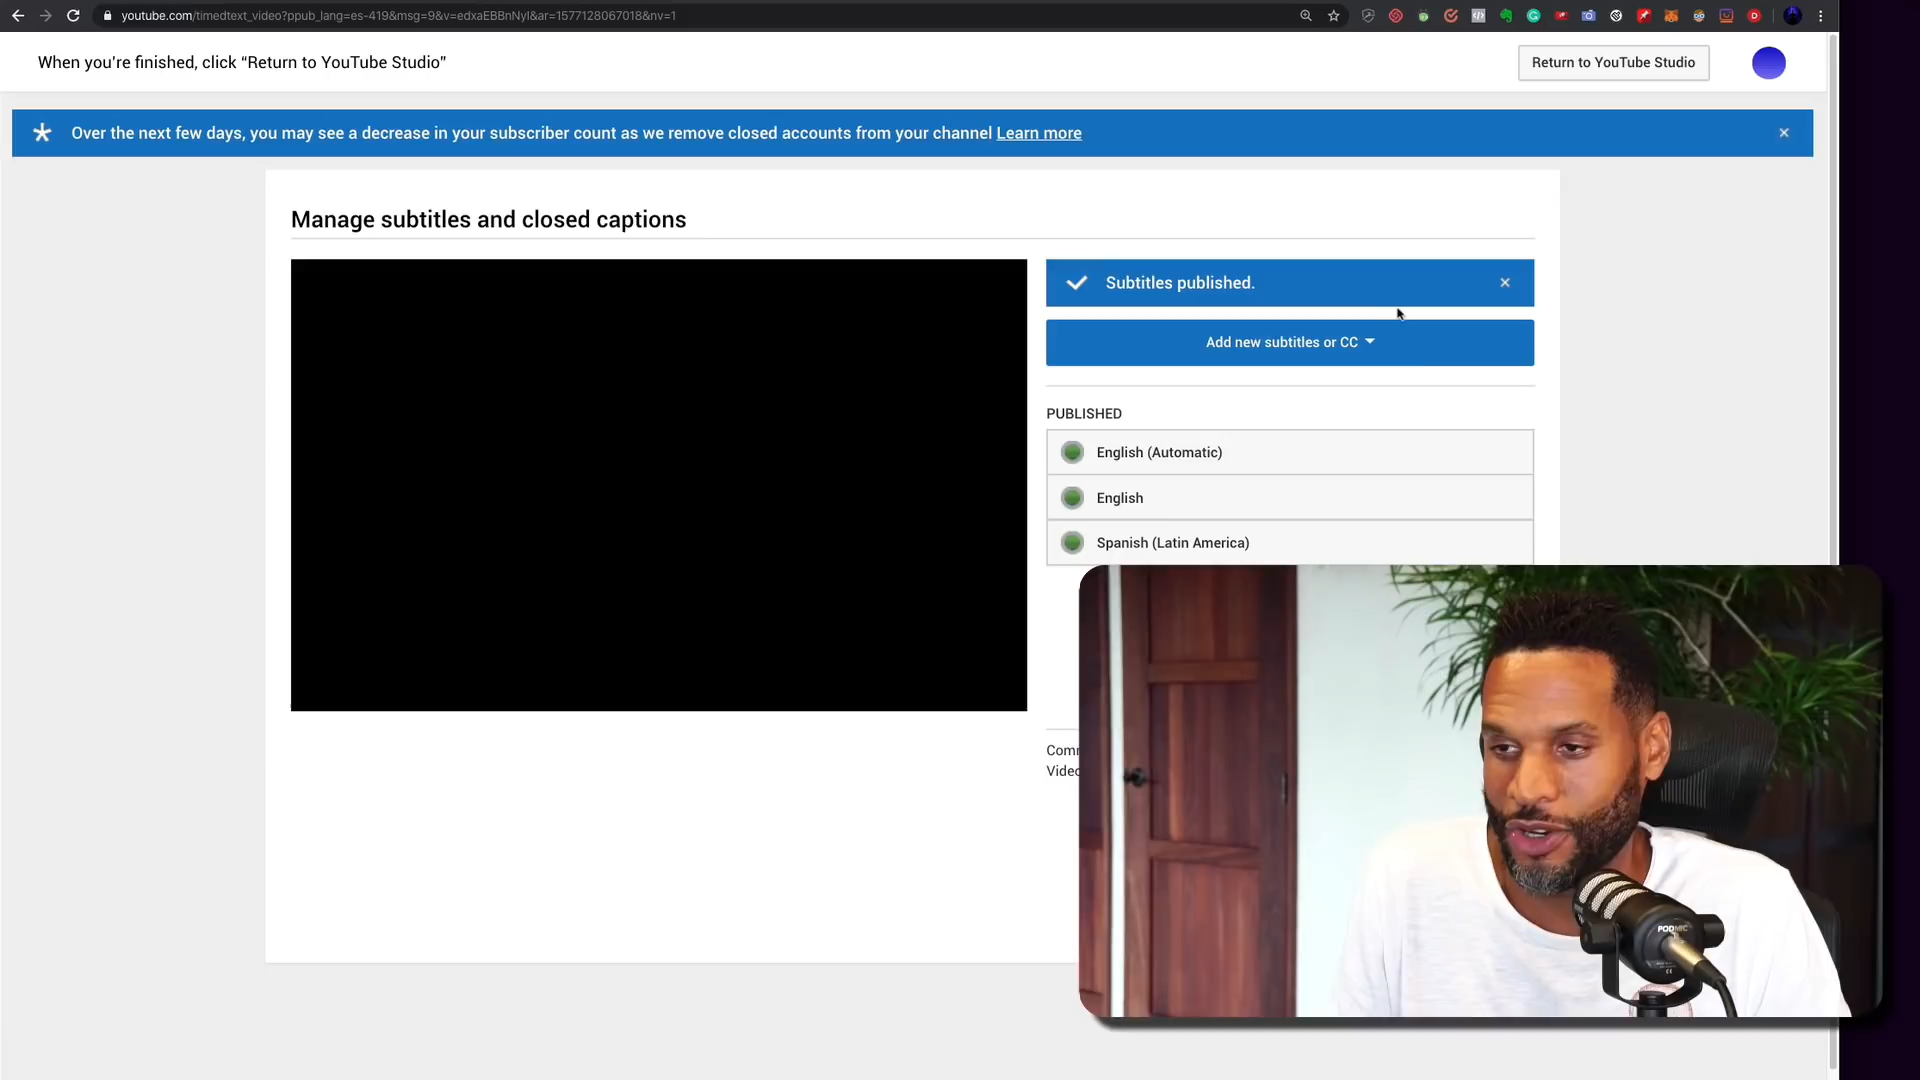 youtube.com/timedtext_video?ppub_lang=es-419&msg=9&v=edxaEBBnNyI&ar=1577128067018&nv=1
When you're finished, click “Return to YouTube Studio”
Return to YouTube Studio
Over the next few days, you may see a decrease in your subscriber count as we remove closed accounts from your channel Learn more
Manage subtitles and closed captions
Subtitles published.
Add new subtitles or CC
PUBLISHED
English (Automatic)
English
Spanish (Latin America)
PODMIC